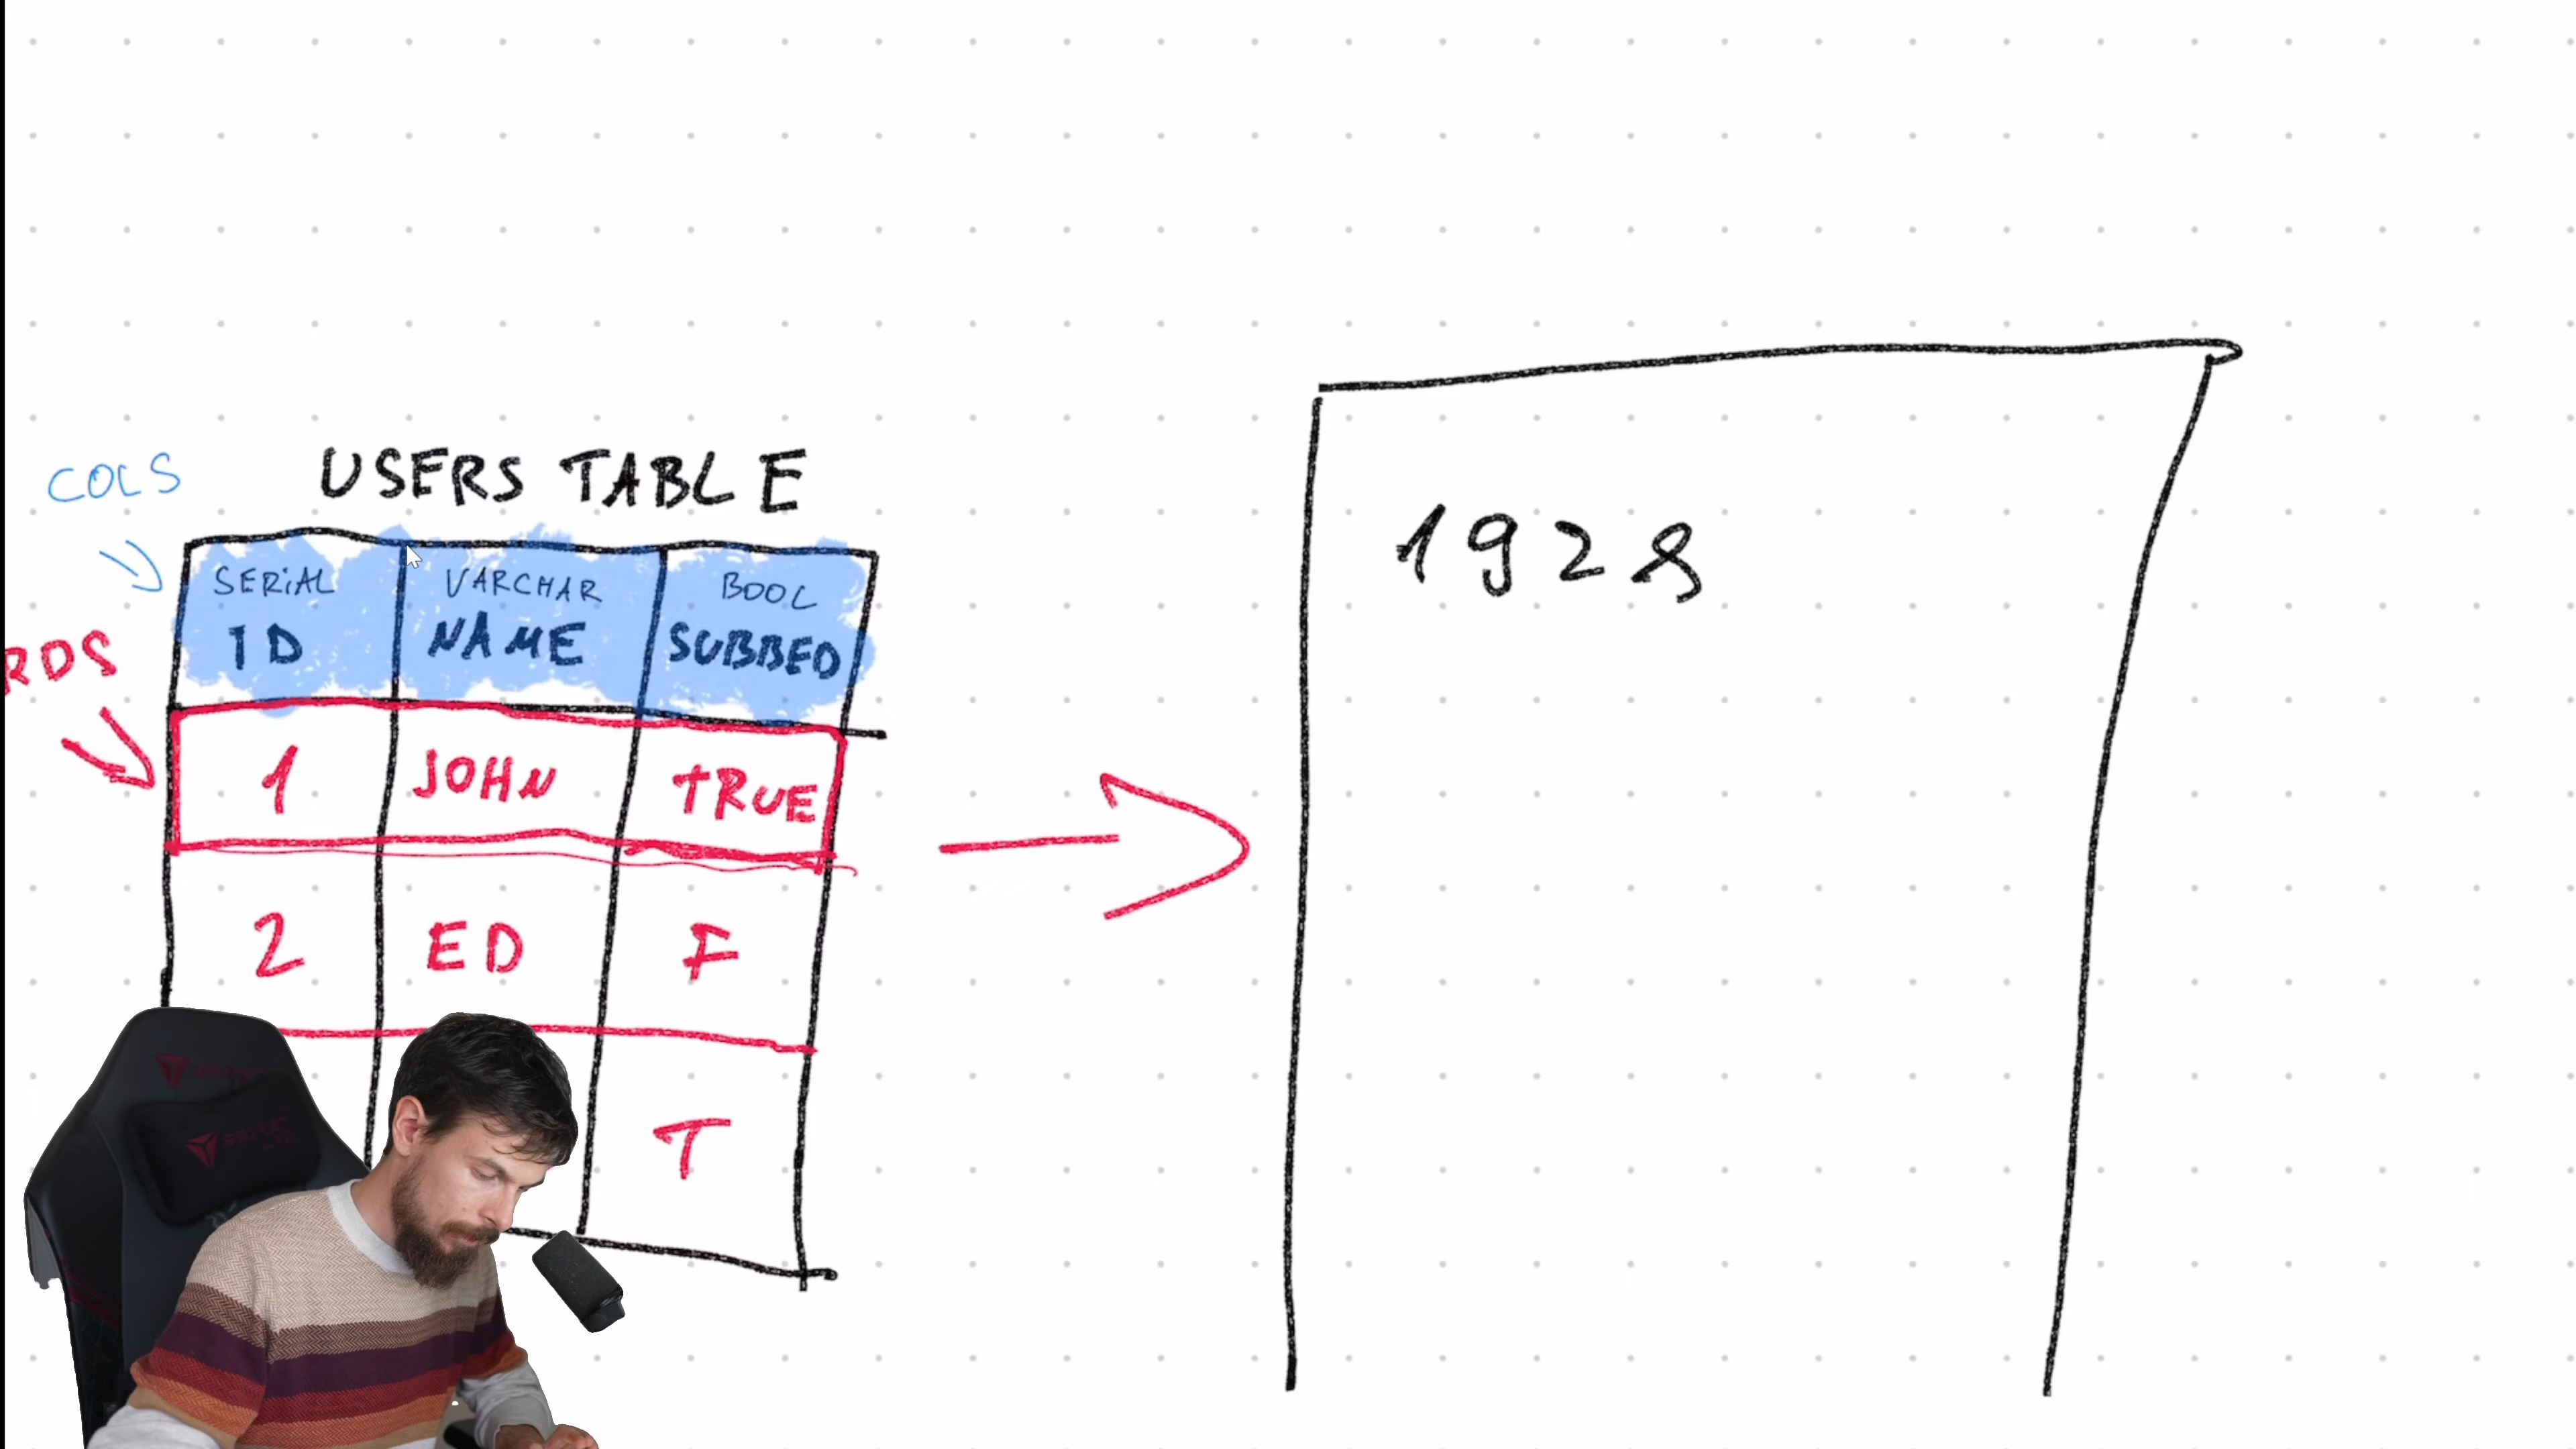 COLS
USERS TABLE
SERIAL VARCHAR BOOL
ID NAME SUBBED
RDS
1 JOHN TRUE
2 ED F
T
1928